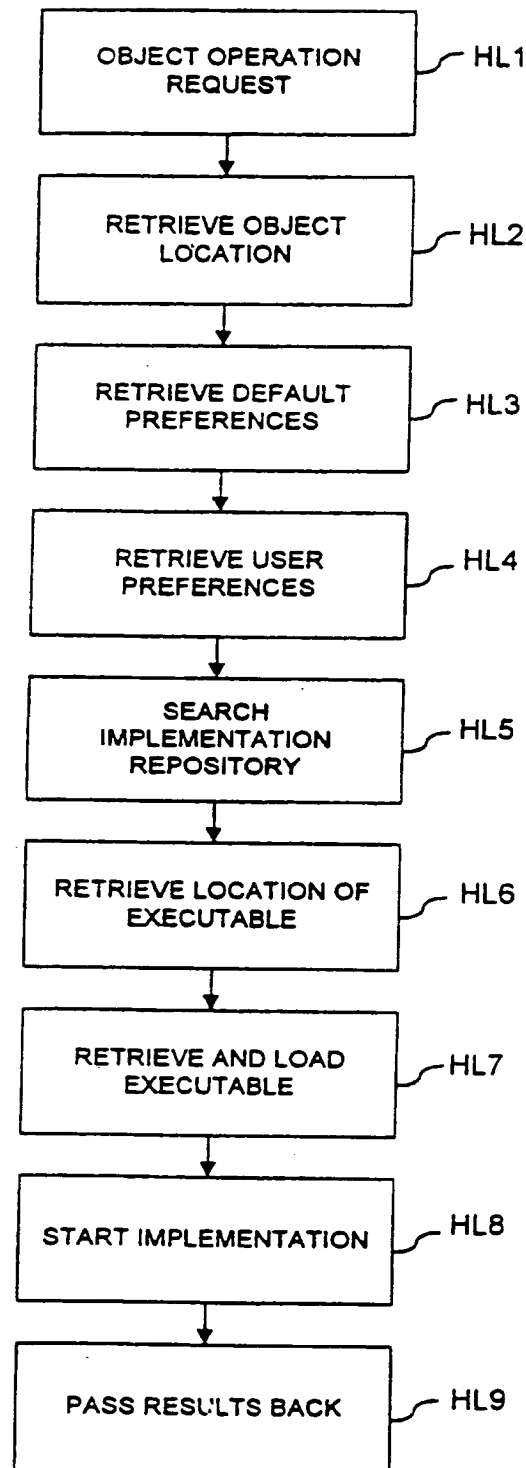 OBJECT OPERATION
REQUEST
HL1
RETRIEVE OBJECT
LOCATION
HL2
RETRIEVE DEFAULT
PREFERENCES
HL3
RETRIEVE USER
PREFERENCES
HL4
SEARCH
IMPLEMENTATION
REPOSITORY
HL5
RETRIEVE LOCATION OF
EXECUTABLE
HL6
RETRIEVE AND LOAD
EXECUTABLE
HL7
START IMPLEMENTATION
HL8
PASS RESULTS BACK
HL9